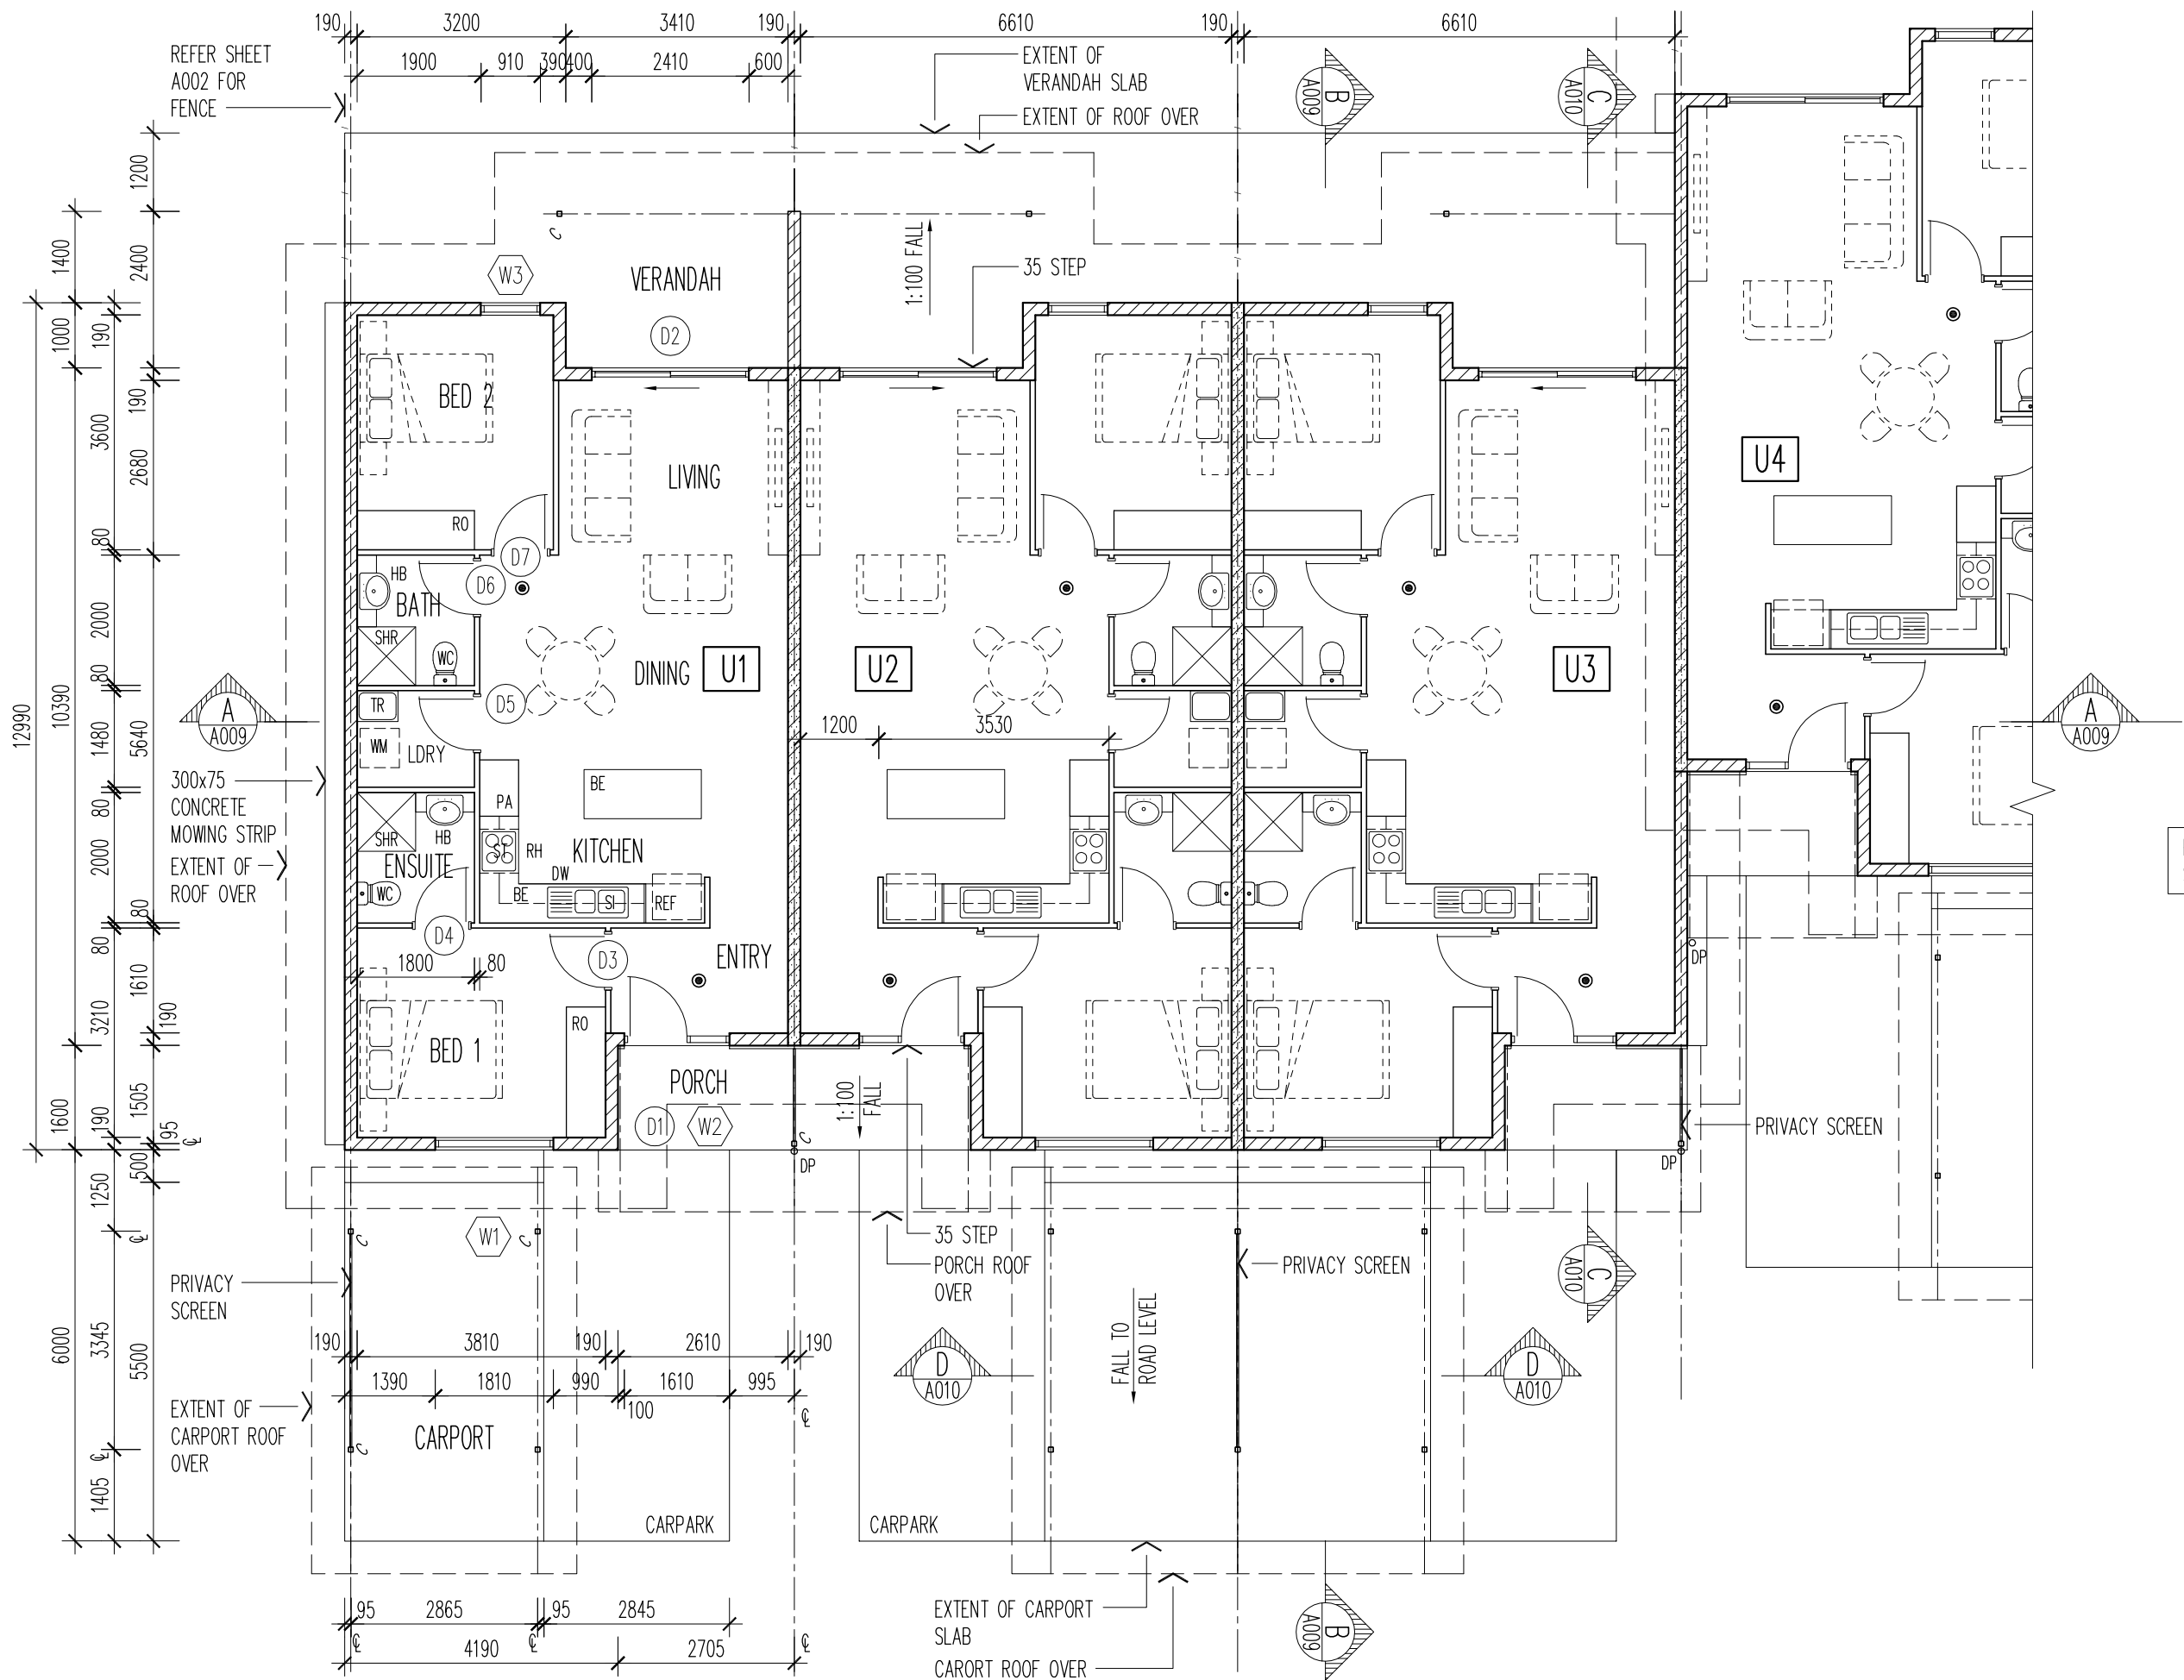 190 3200 3410 190 6610 190 6610
1900 910 390 400 2410 600
REFER SHEET
A002 FOR
FENCE
EXTENT OF
VERANDAH SLAB
EXTENT OF ROOF OVER
B
A009
C
A010
1200
1400
2400
W3
VERANDAH
1:100 FALL
35 STEP
D2
1000
190
190
BED 2
3600
2680
LIVING
U4
RO
80
D7
HB
D6
BATH
2000
SHR
WC
DINING
U1
U2
U3
80
A
A009
TR
D5
12990
10390
1480
5640
1200 3530
A
A009
WM
LDRY
300x75
CONCRETE
MOWING STRIP
EXTENT OF
ROOF OVER
BE
PA
80
SHR
HB
ST
RH
KITCHEN
ENSUITE
2000
DW
WC
BE
SI
REF
80
80
D4
D3
ENTRY
DP
1800 80
1610
3210
190
RO
BED 1
PORCH
1:100
FALL
1600
190
1505
95
℄
D1
W2
C
PRIVACY SCREEN
DP
DP
500
1250
℄
W1
C
C
35 STEP
PORCH ROOF
OVER
PRIVACY SCREEN
C
A010
PRIVACY
SCREEN
6000
3345
5500
FALL TO
ROAD LEVEL
190 3810 190 2610 190
D
A010
D
A010
1390 1810 990 1610 995
100
℄
EXTENT OF
CARPORT ROOF
OVER
CARPORT
C
℄
1405
CARPARK
CARPARK
95 2865 95 2845
℄ ℄ ℄
4190 2705
EXTENT OF CARPORT
SLAB
CARORT ROOF OVER
B
A009